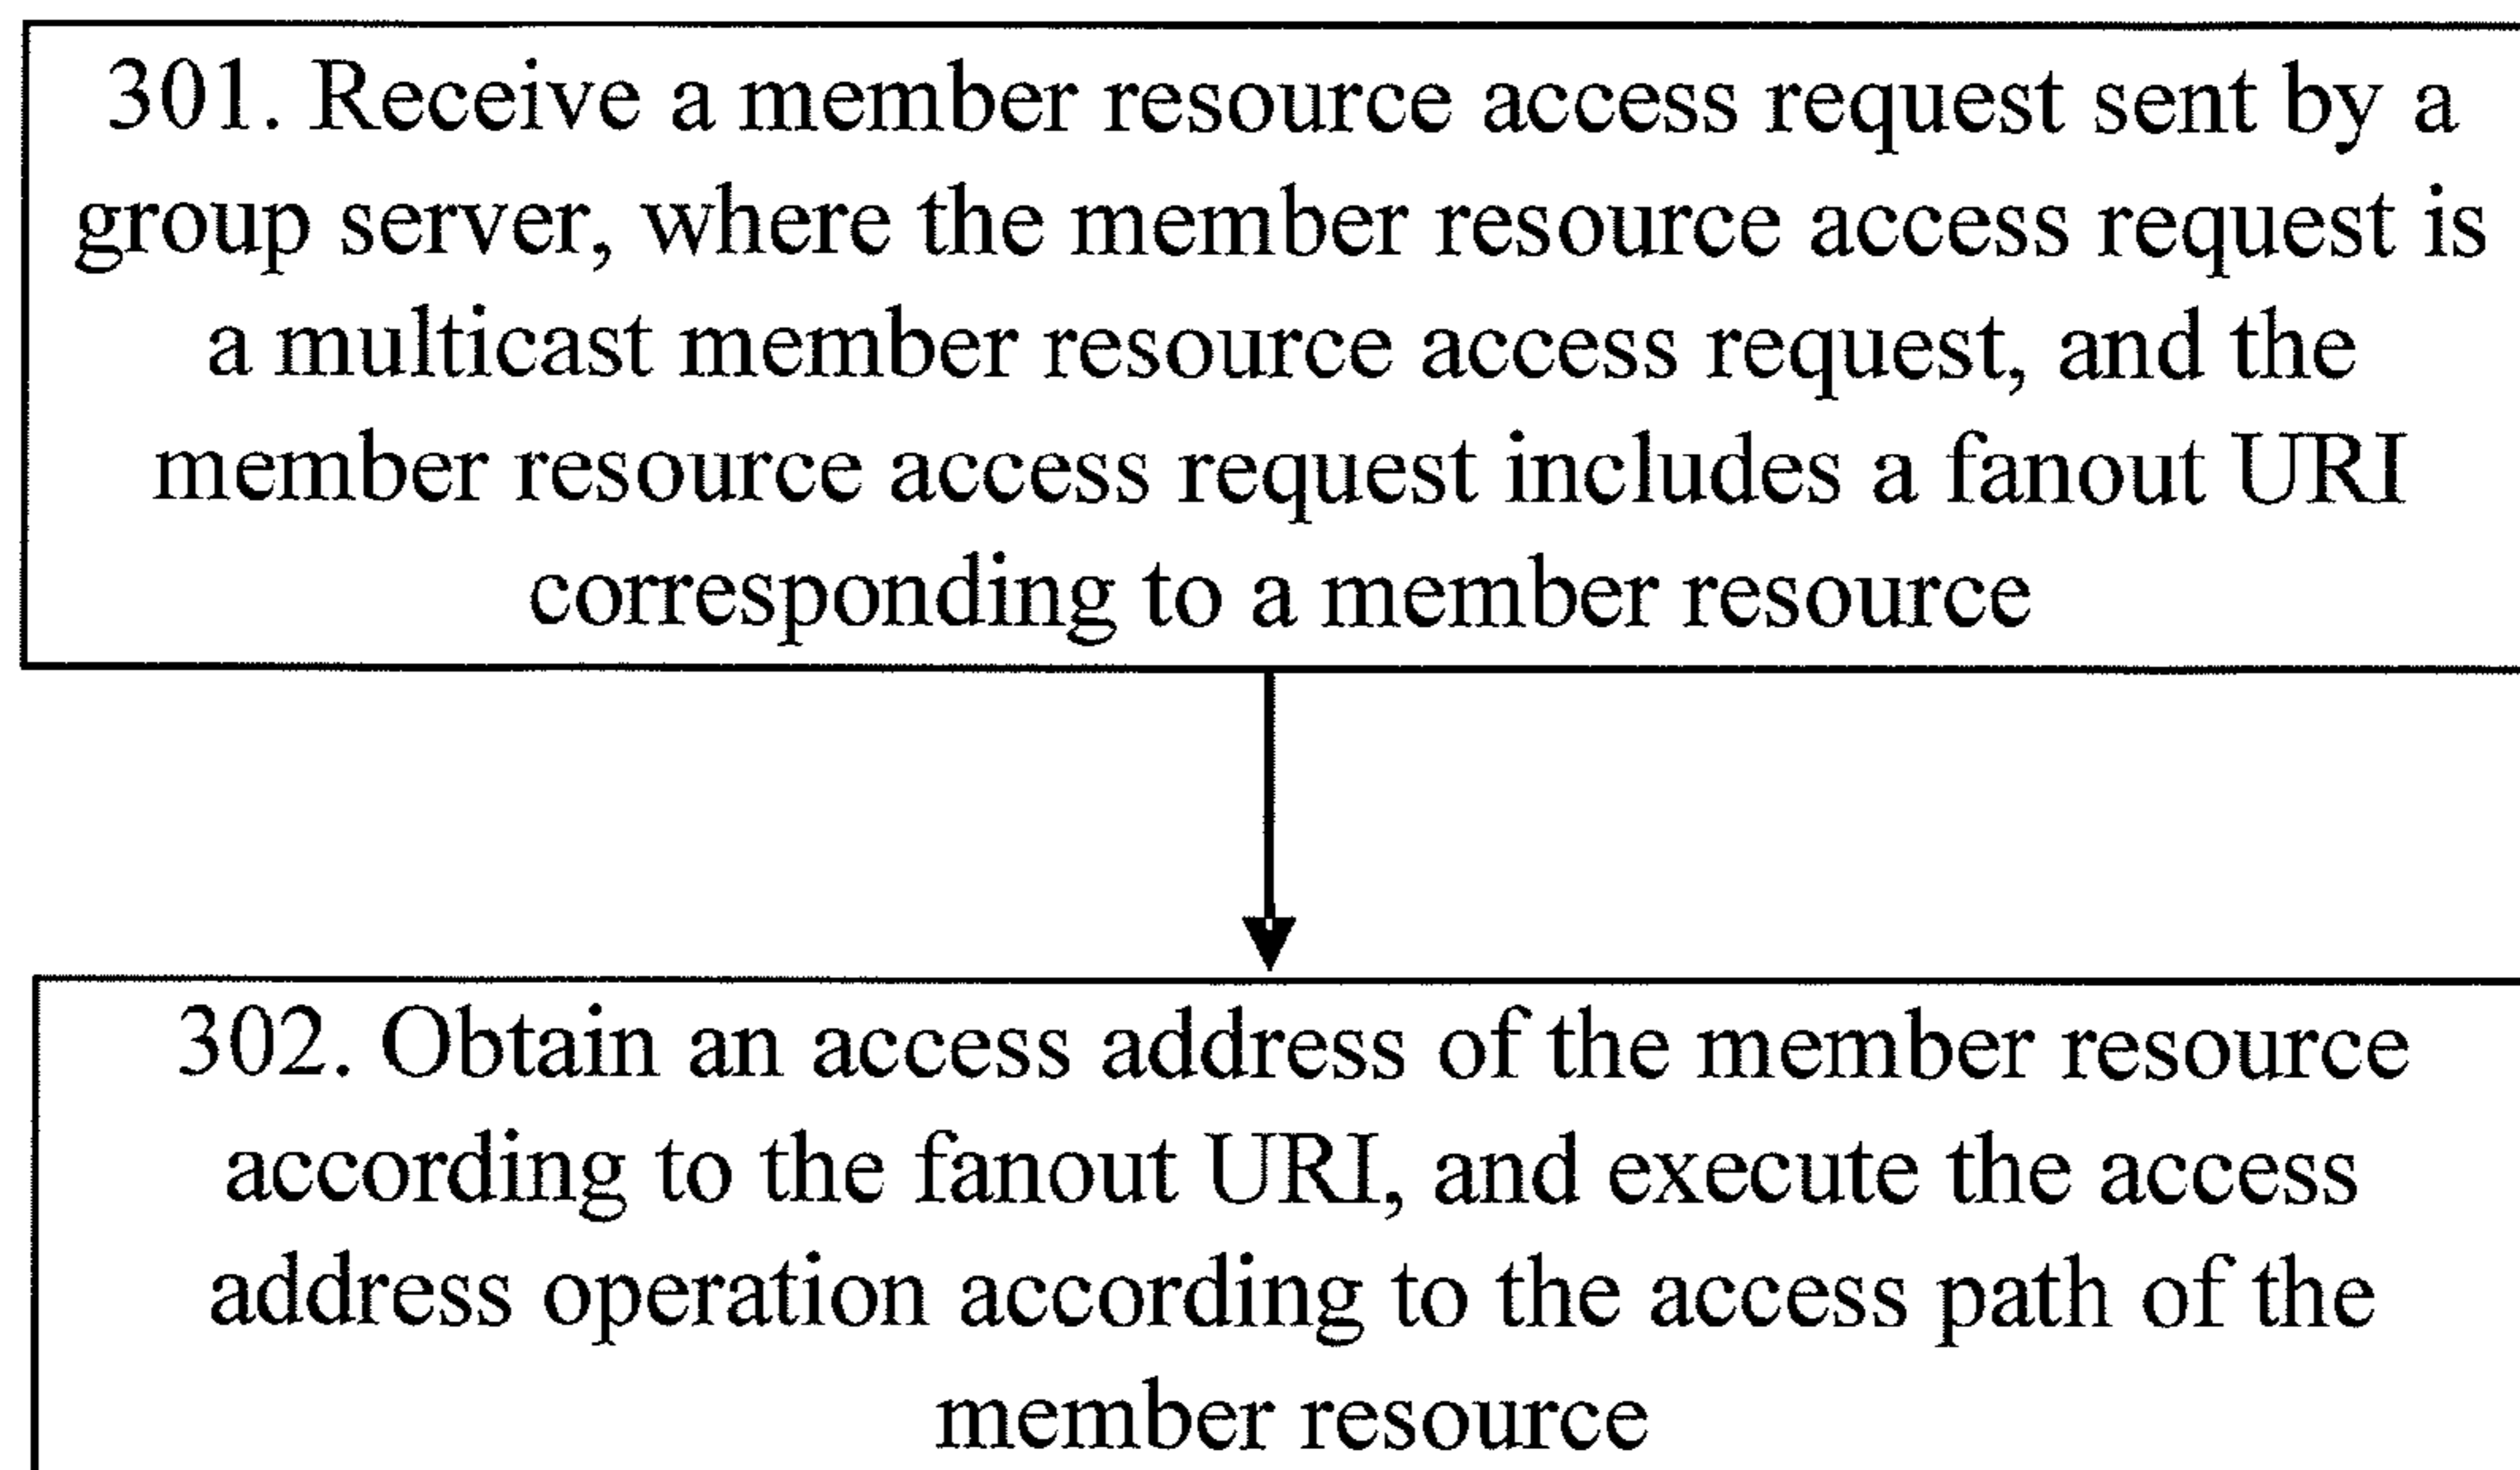 301. Receive a member resource access request sent by a
group server, where the member resource access request is
a multicast member resource access request, and the
member resource access request includes a fanout URI
corresponding to a member resource
302. Obtain an access address of the member resource
according to the fanout URI, and execute the access
address operation according to the access path of the
member resource